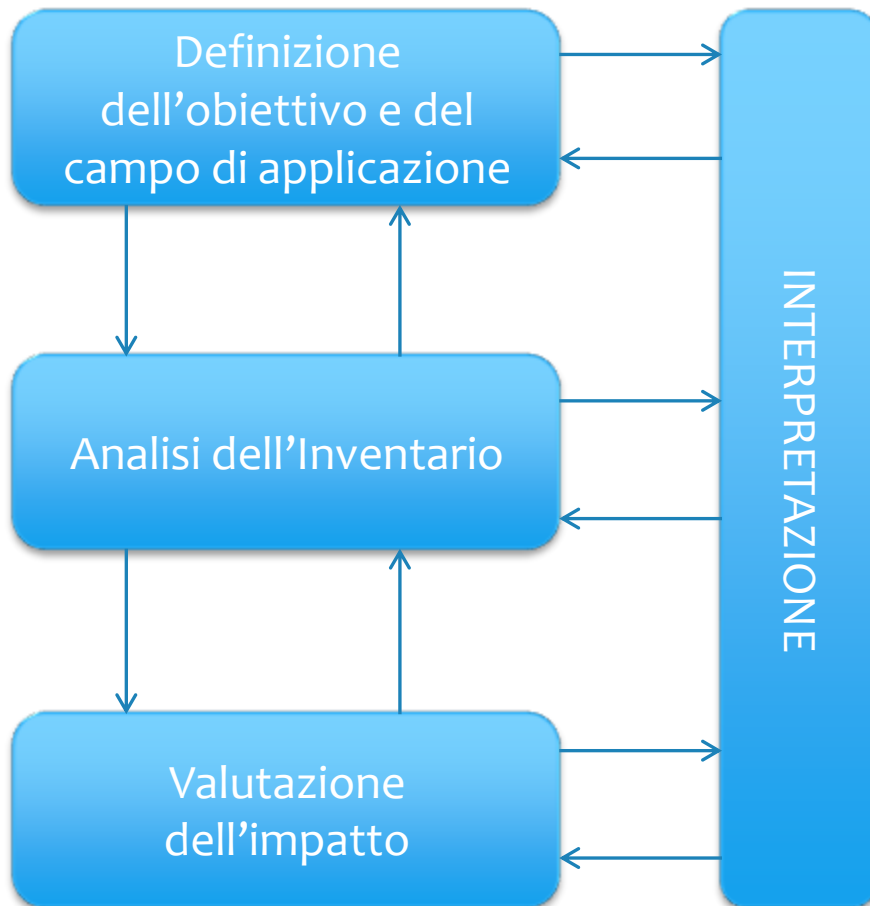 Definizione
dell’obiettivo e del
campo di applicazione
Analisi dell’Inventario
Valutazione
dell’impatto
INTERPRETAZIONE